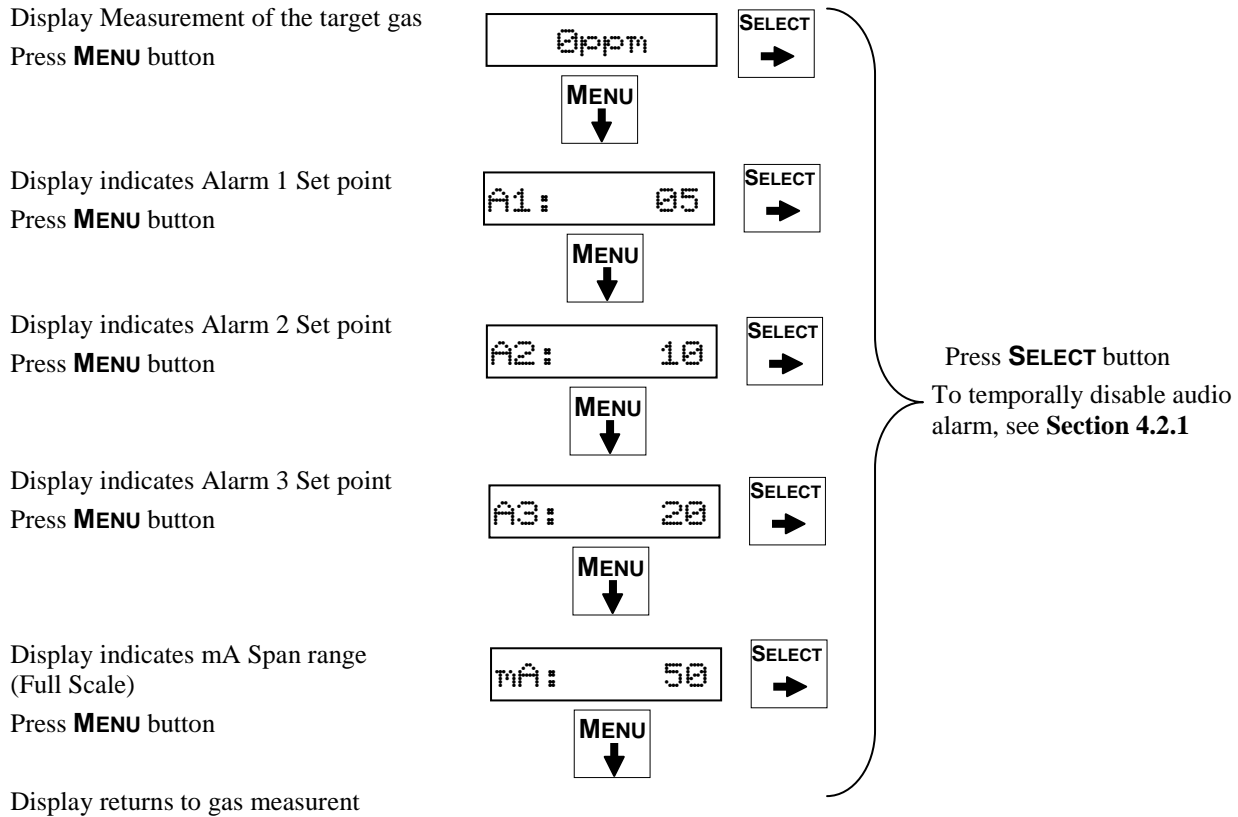 Display Measurement of the target gas
Press MENU button
0ppm
SELECT
MENU
Display indicates Alarm 1 Set point
Press MENU button
A1: 05
SELECT
MENU
Display indicates Alarm 2 Set point
Press MENU button
A2: 10
SELECT
MENU
Display indicates Alarm 3 Set point
Press MENU button
A3: 20
SELECT
MENU
Display indicates mA Span range
(Full Scale)
Press MENU button
mA: 50
SELECT
MENU
Display returns to gas measurent
Press SELECT button
To temporally disable audio
alarm, see Section 4.2.1